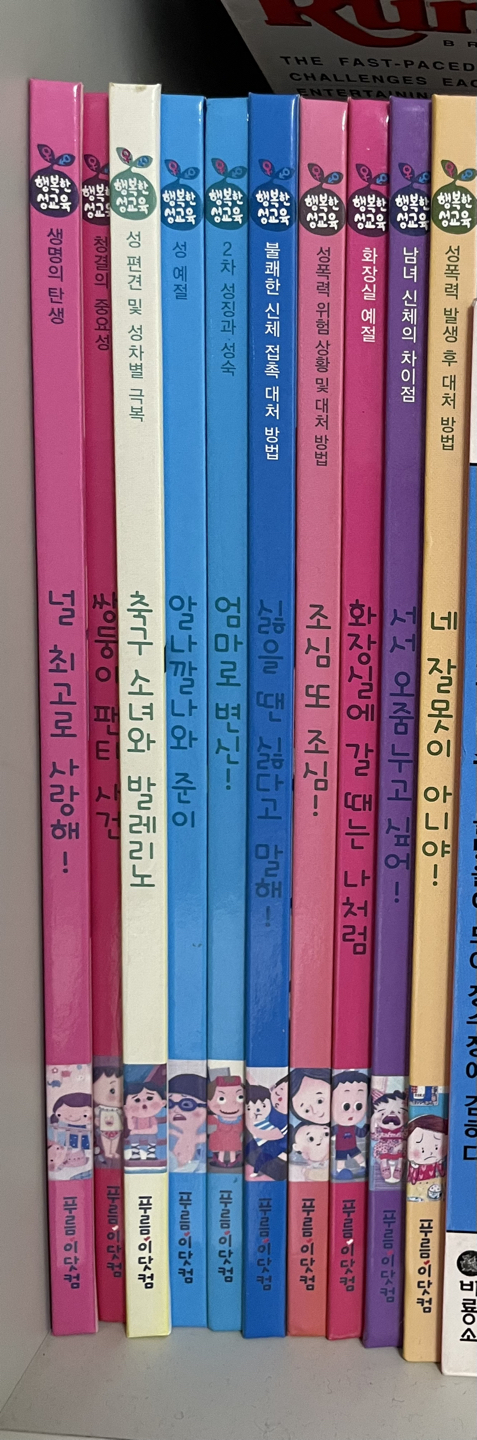 Run
BR
THE FAST-PACED
CHALLENGES EAC
ENTERTAINING
행복한
성교육
생명의 탄생
널 최고로 사랑해!
푸름이닷컴
행복한
성교육
청결의 중요성
쌍둥이 팬티 사건
푸름이닷컴
행복한
성교육
성 편견 및 성차별 극복
축구 소녀와 발레리노
푸름이닷컴
행복한
성교육
성 예절
알나깔나와 준이
푸름이닷컴
행복한
성교육
2차 성징과 성숙
엄마로 변신!
푸름이닷컴
행복한
성교육
불쾌한 신체 접촉 대처 방법
싫을 땐 싫다고 말해!
푸름이닷컴
행복한
성교육
성폭력 위험 상황 및 대처 방법
조심 또 조심!
푸름이닷컴
행복한
성교육
화장실 예절
화장실에 갈 때는 나처럼
푸름이닷컴
행복한
성교육
남녀 신체의 차이점
서서 오줌 누고 싶어!
푸름이닷컴
행복한
성교육
성폭력 발생 후 대처 방법
네 잘못이 아니야!
푸름이닷컴
비룡소